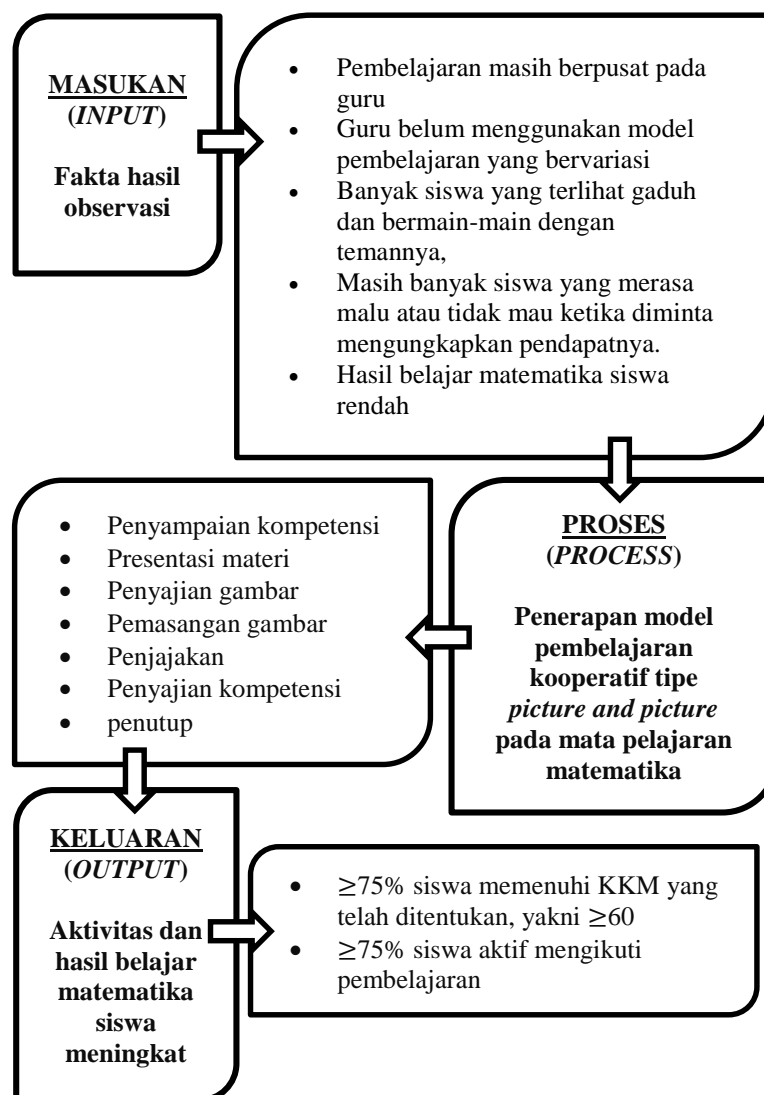 MASUKAN
(INPUT)
Fakta hasil
observasi
• Pembelajaran masih berpusat pada
guru
• Guru belum menggunakan model
pembelajaran yang bervariasi
• Banyak siswa yang terlihat gaduh
dan bermain-main dengan
temannya,
• Masih banyak siswa yang merasa
malu atau tidak mau ketika diminta
mengungkapkan pendapatnya.
• Hasil belajar matematika siswa
rendah
PROSES
(PROCESS)
Penerapan model
pembelajaran
kooperatif tipe
picture and picture
pada mata pelajaran
matematika
• Penyampaian kompetensi
• Presentasi materi
• Penyajian gambar
• Pemasangan gambar
• Penjajakan
• Penyajian kompetensi
• penutup
KELUARAN
(OUTPUT)
Aktivitas dan
hasil belajar
matematika
siswa
meningkat
• ≥75% siswa memenuhi KKM yang
telah ditentukan, yakni ≥60
• ≥75% siswa aktif mengikuti
pembelajaran